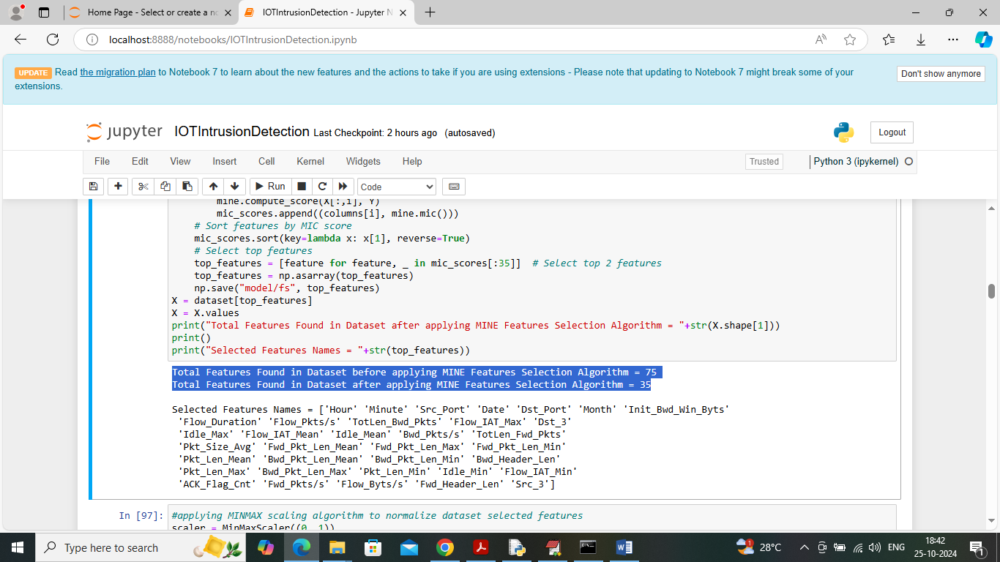 Home Page - Select or create a no
IOTIntrusionDetection - Jupyter N
localhost:8888/notebooks/IOTIntrusionDetection.ipynb
UPDATE Read the migration plan to Notebook 7 to learn about the new features and the actions to take if you are using extensions - Please note that updating to Notebook 7 might break some of your
extensions.
Don't show anymore
jupyter IOTIntrusionDetection Last Checkpoint: 2 hours ago (autosaved)
Logout
File Edit View Insert Cell Kernel Widgets Help
Trusted
Python 3 (ipykernel)
Run
Code
mine.compute_score(X[:,i], Y)
mic_scores.append((columns[i], mine.mic()))
# Sort features by MIC score
mic_scores.sort(key=lambda x: x[1], reverse=True)
# Select top features
top_features = [feature for feature, _ in mic_scores[:35]]  # Select top 2 features
top_features = np.asarray(top_features)
np.save("model/fs", top_features)
X = dataset[top_features]
X = X.values
print("Total Features Found in Dataset after applying MINE Features Selection Algorithm = "+str(X.shape[1]))
print()
print("Selected Features Names = "+str(top_features))
Total Features Found in Dataset before applying MINE Features Selection Algorithm = 75
Total Features Found in Dataset after applying MINE Features Selection Algorithm = 35
Selected Features Names = ['Hour' 'Minute' 'Src_Port' 'Date' 'Dst_Port' 'Month' 'Init_Bwd_Win_Byts'
'Flow_Duration' 'Flow_Pkts/s' 'TotLen_Bwd_Pkts' 'Flow_IAT_Max' 'Dst_3'
'Idle_Max' 'Flow_IAT_Mean' 'Idle_Mean' 'Bwd_Pkts/s' 'TotLen_Fwd_Pkts'
'Pkt_Size_Avg' 'Fwd_Pkt_Len_Mean' 'Fwd_Pkt_Len_Max' 'Fwd_Pkt_Len_Min'
'Pkt_Len_Mean' 'Bwd_Pkt_Len_Mean' 'Bwd_Pkt_Len_Min' 'Bwd_Header_Len'
'Pkt_Len_Max' 'Bwd_Pkt_Len_Max' 'Pkt_Len_Min' 'Idle_Min' 'Flow_IAT_Min'
'ACK_Flag_Cnt' 'Fwd_Pkts/s' 'Flow_Byts/s' 'Fwd_Header_Len' 'Src_3']
In [97]: #applying MINMAX scaling algorithm to normalize dataset selected features
scaler = MinMaxScaler((0, 1))
Type here to search
1
28°C
ENG
18:42
25-10-2024
1